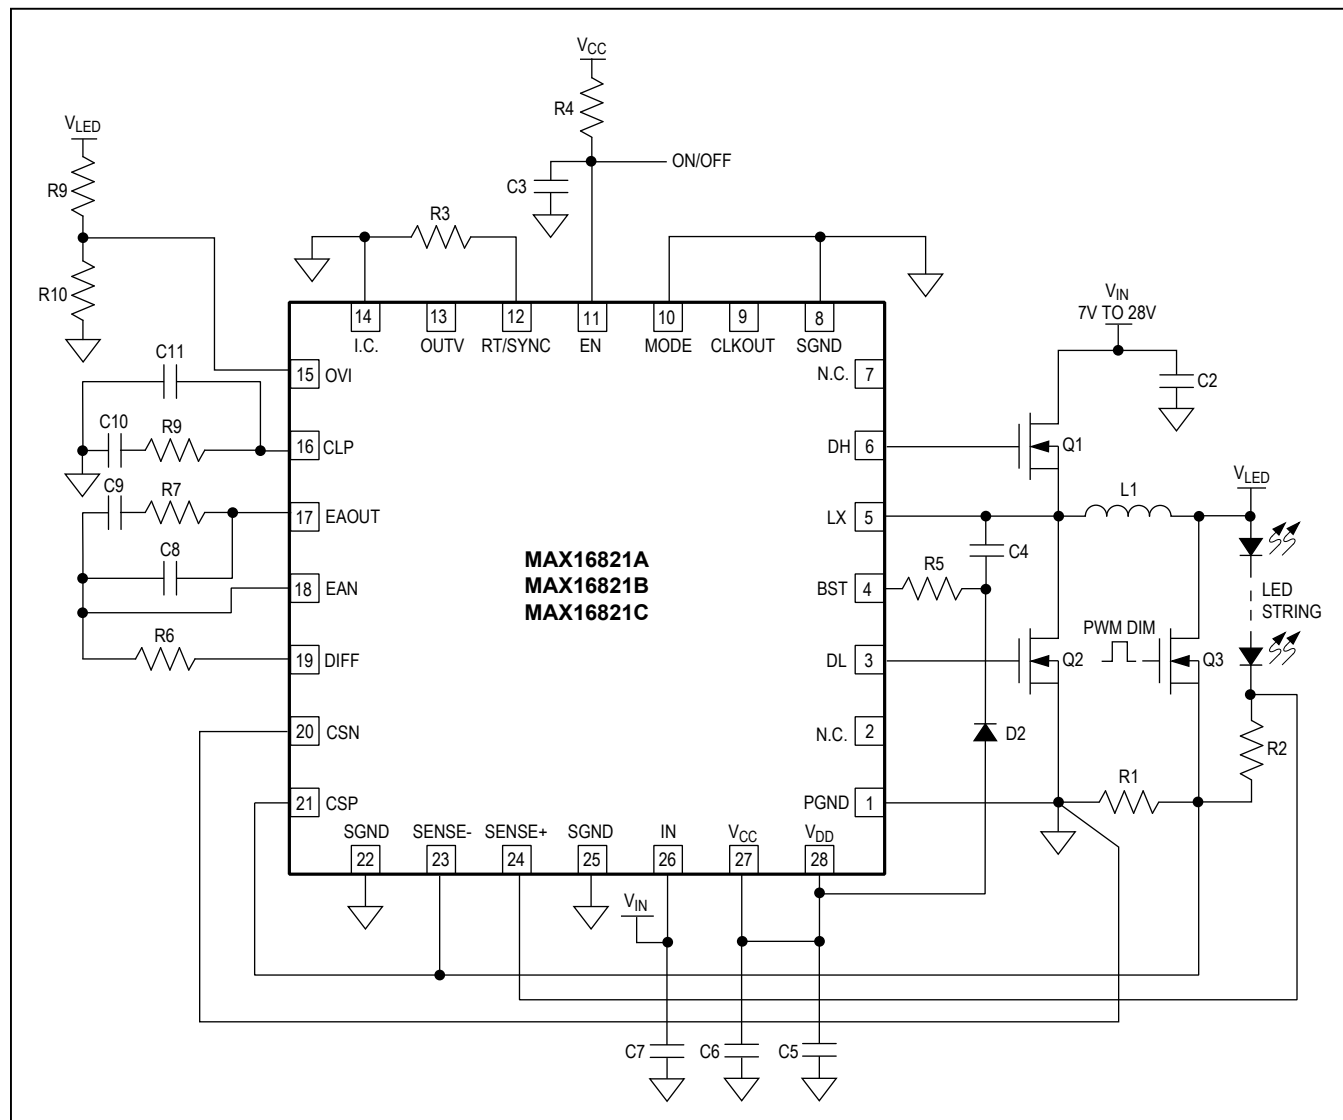 VCC
R4
ON/OFF
C3
VLED
R9
R10
R3
14 13 12 11 10 9 8
I.C. OUTV RT/SYNC EN MODE CLKOUT SGND
VIN
7V TO 28V
C2
C11
15 OVI
N.C. 7
C10 R9
16 CLP
DH 6
Q1
C9 R7
17 EAOUT
LX 5
L1
VLED
C8
C4
MAX16821A
MAX16821B
MAX16821C
18 EAN
BST 4
R5
LED
STRING
R6
19 DIFF
DL 3
Q2
PWM DIM
Q3
20 CSN
N.C. 2
D2
R2
21 CSP
PGND 1
R1
SGND SENSE- SENSE+ SGND IN VCC VDD
22 23 24 25 26 27 28
VIN
C7 C6 C5